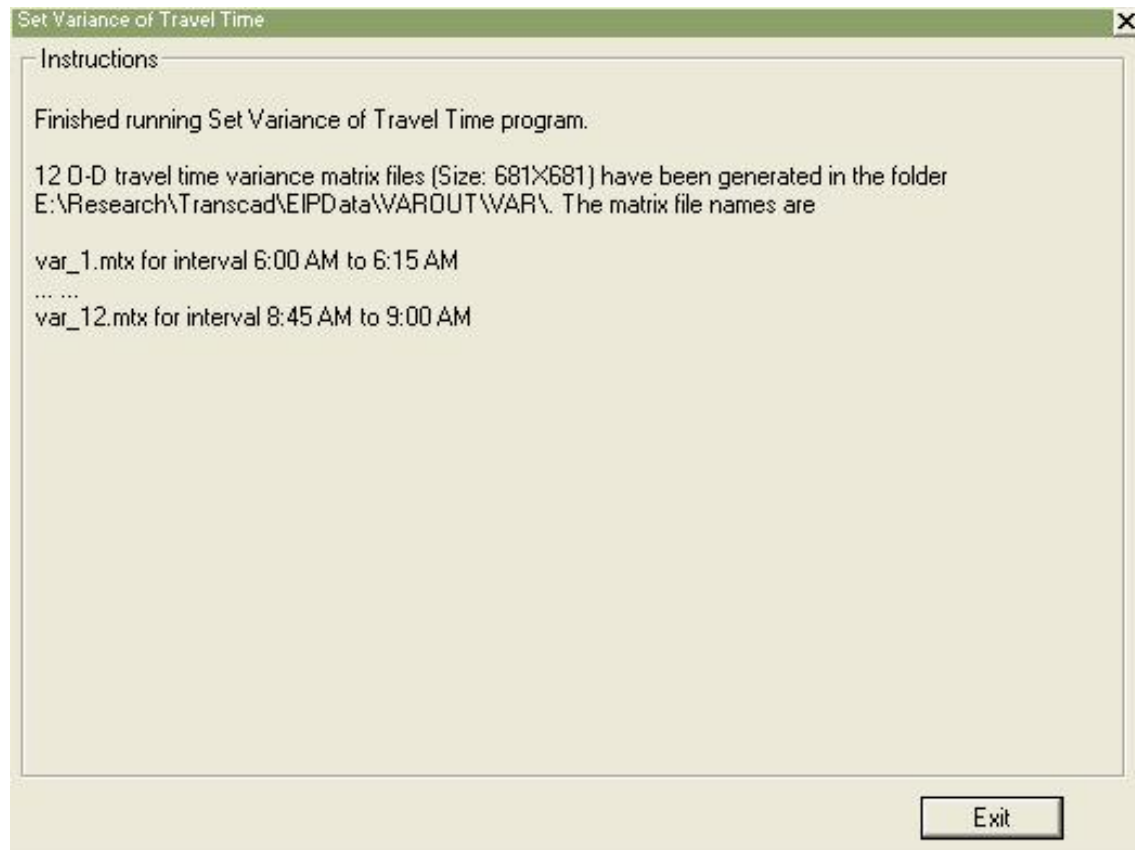 Set Variance of Travel Time
Instructions
Finished running Set Variance of Travel Time program.
12 O-D travel time variance matrix files (Size: 681X681) have been generated in the folder
E:\Research\Transcad\EIPData\VAROUT\VAR\. The matrix file names are
var_1.mtx for interval 6:00 AM to 6:15 AM
... ...
var_12.mtx for interval 8:45 AM to 9:00 AM
Exit